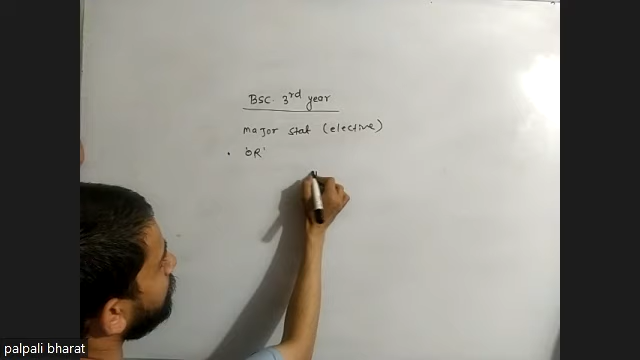 BSC. 3rd year
major stat (elective)
• 'OR'
palpali bharat